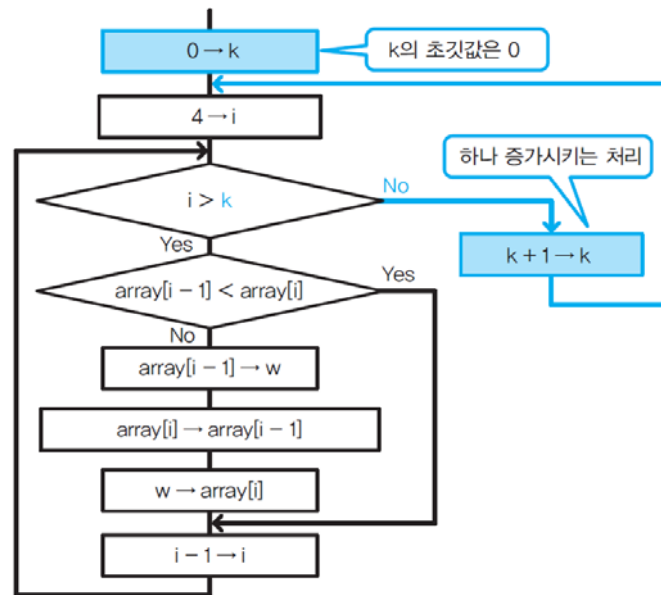 0 → k
k의 초깃값은 0
4 → i
하나 증가시키는 처리
i > k
No
k + 1 → k
Yes
array[i - 1] < array[i]
Yes
No
array[i - 1] → w
array[i] → array[i - 1]
w → array[i]
i - 1 → i